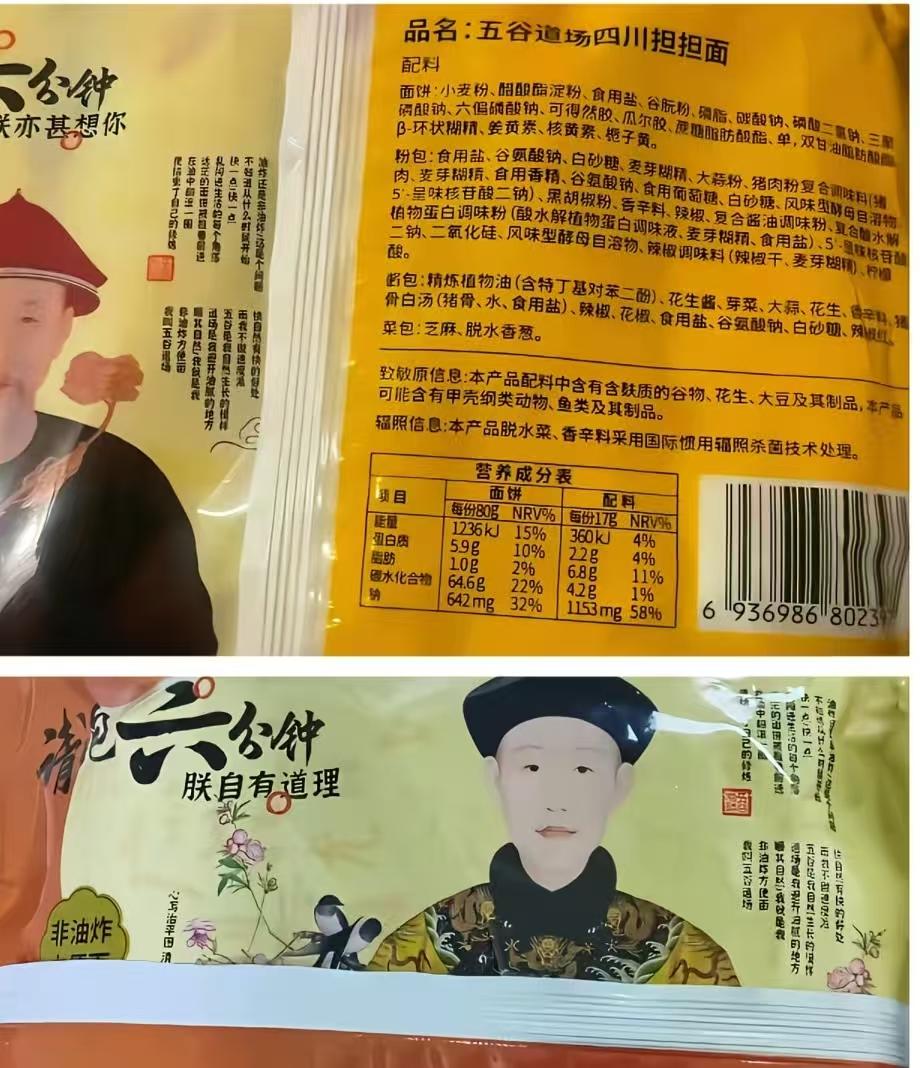 六分钟
朕亦甚想你
品名:五谷道场四川担担面
配料
面饼:小麦粉、醋酸酯淀粉、食用盐、谷朊粉、磷脂、碳酸钠、磷酸二氢钠、三聚
磷酸钠、六偏磷酸钠、可得然胶、瓜尔胶、蔗糖脂肪酸酯、单,双甘油脂肪酸酯、
β-环状糊精、姜黄素、核黄素、栀子黄。
粉包:食用盐、谷氨酸钠、白砂糖、麦芽糊精、大蒜粉、猪肉粉复合调味料(猪
肉、麦芽糊精、食用香精、谷氨酸钠、食用葡萄糖、白砂糖、风味型酵母自溶物、
5'-呈味核苷酸二钠)、黑胡椒粉、香辛料、辣椒、复合酱油调味粉、复合酸水解
植物蛋白调味粉(酸水解植物蛋白调味液、麦芽糊精、食用盐)、5'-呈味核苷酸
二钠、二氧化硅、风味型酵母自溶物、辣椒调味料(辣椒干、麦芽糊精)、柠檬
酸。
酱包:精炼植物油(含特丁基对苯二酚)、花生酱、芽菜、大蒜、花生、香辛料、猪
骨白汤(猪骨、水、食用盐)、辣椒、花椒、食用盐、谷氨酸钠、白砂糖、辣椒红。
菜包:芝麻、脱水香葱。
致敏原信息:本产品配料中含有含麸质的谷物、花生、大豆及其制品,本产品
可能含有甲壳纲类动物、鱼类及其制品。
辐照信息:本产品脱水菜、香辛料采用国际惯用辐照杀菌技术处理。
营养成分表
项目 面饼 配料
每份80g NRV% 每份17g NRV%
能量 1236kJ 15% 360kJ 4%
蛋白质 5.9g 10% 2.2g 4%
脂肪 1.0g 2% 6.8g 11%
碳水化合物 64.6g 22% 4.2g 1%
钠 642mg 32% 1153mg 58%
6 936986 80239
请泡六分钟
朕自有道理
非油炸